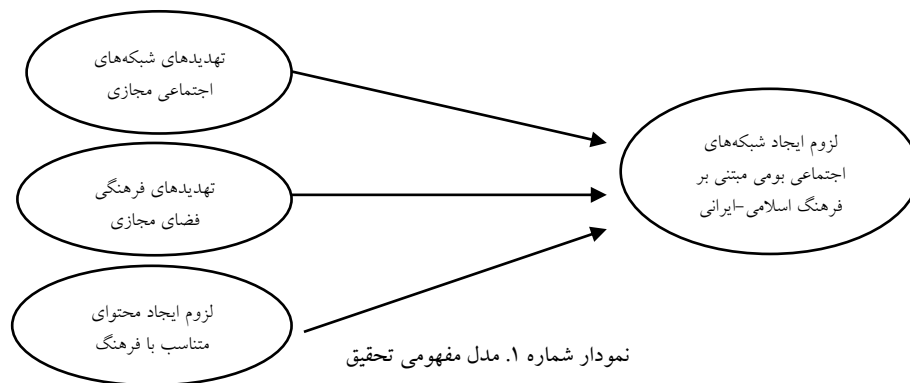 تهدیدهای شبکه‌های
اجتماعی مجازی
تهدیدهای فرهنگی
فضای مجازی
لزوم ایجاد محتوای
متناسب با فرهنگ
لزوم ایجاد شبکه‌های
اجتماعی بومی مبتنی بر
فرهنگ اسلامی-ایرانی
نمودار شماره ۱. مدل مفهومی تحقیق